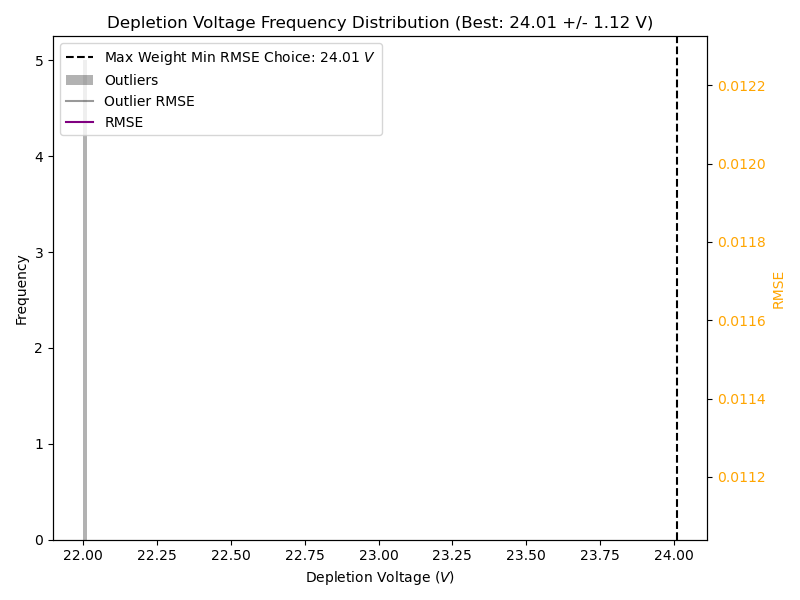 Depletion Voltage Frequency Distribution (Best: 24.01 +/- 1.12 V)
Max Weight Min RMSE Choice: 24.01 V
Outliers
Outlier RMSE
RMSE
5
4
3
2
1
0
Frequency
0.0122
0.0120
0.0118
0.0116
0.0114
0.0112
RMSE
22.00 22.25 22.50 22.75 23.00 23.25 23.50 23.75 24.00
Depletion Voltage (V)